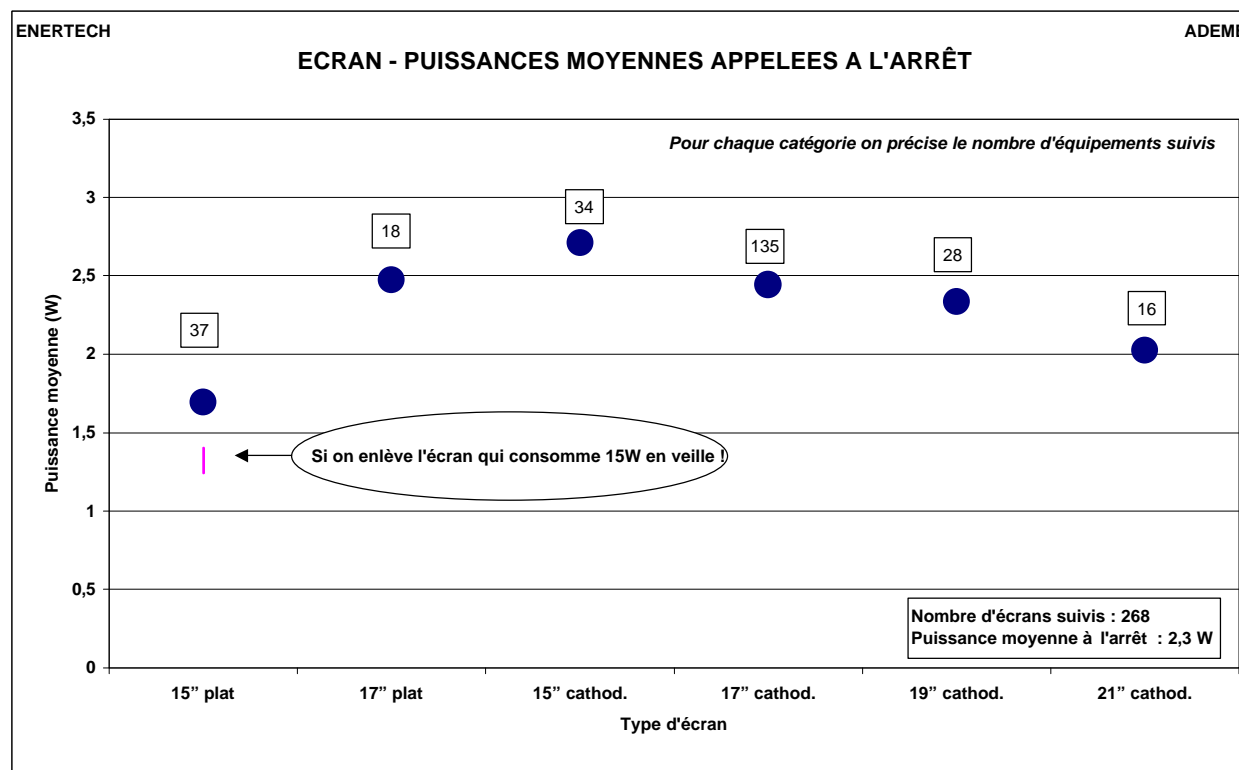 ENERTECH
ADEME
ECRAN - PUISSANCES MOYENNES APPELEES A L'ARRÊT
Pour chaque catégorie on précise le nombre d'équipements suivis
Puissance moyenne (W)
3,5
3
2,5
2
1,5
1
0,5
0
37
18
34
135
28
16
Si on enlève l'écran qui consomme 15W en veille !
Nombre d'écrans suivis : 268
Puissance moyenne à l'arrêt : 2,3 W
15” plat
17” plat
15” cathod.
17” cathod.
19” cathod.
21” cathod.
Type d'écran